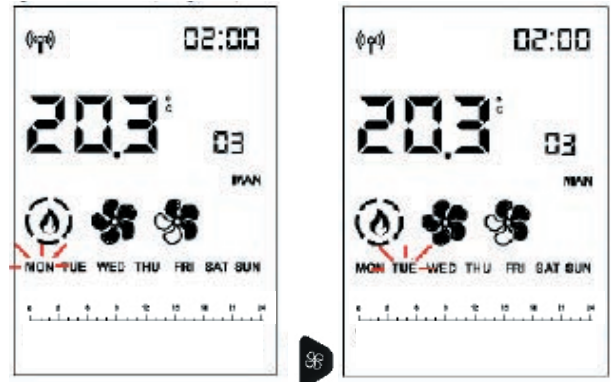 02:00
20.3 °C
03
MAN
MON TUE WED THU FRI SAT SUN
02:00
20.3 °C
03
MAN
MON TUE WED THU FRI SAT SUN